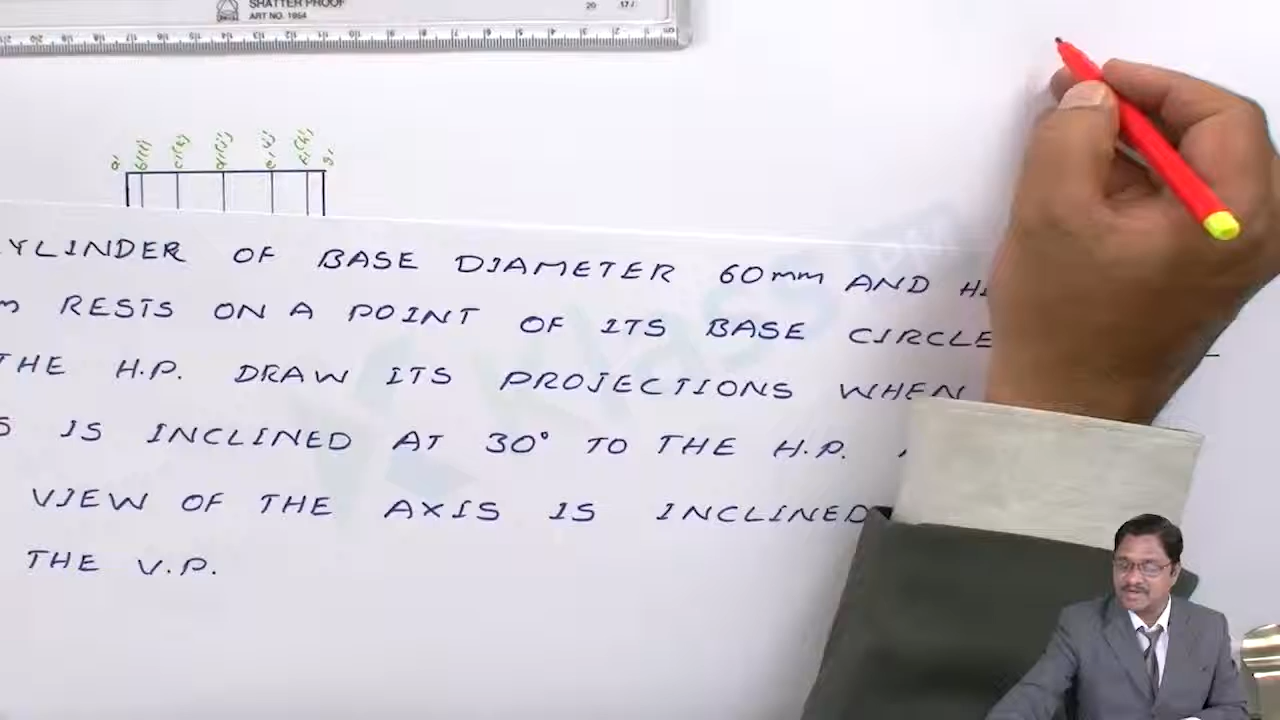 SHATTER PROOF
ART NO. 1964
YLINDER OF BASE DIAMETER 60mm AND
RESTS ON A POINT OF ITS BASE CIRCLE
THE H.P. DRAW ITS PROJECTIONS WHEN
S IS INCLINED AT 30° TO THE H.P.
VIEW OF THE AXIS IS INCLINED
THE V.P.